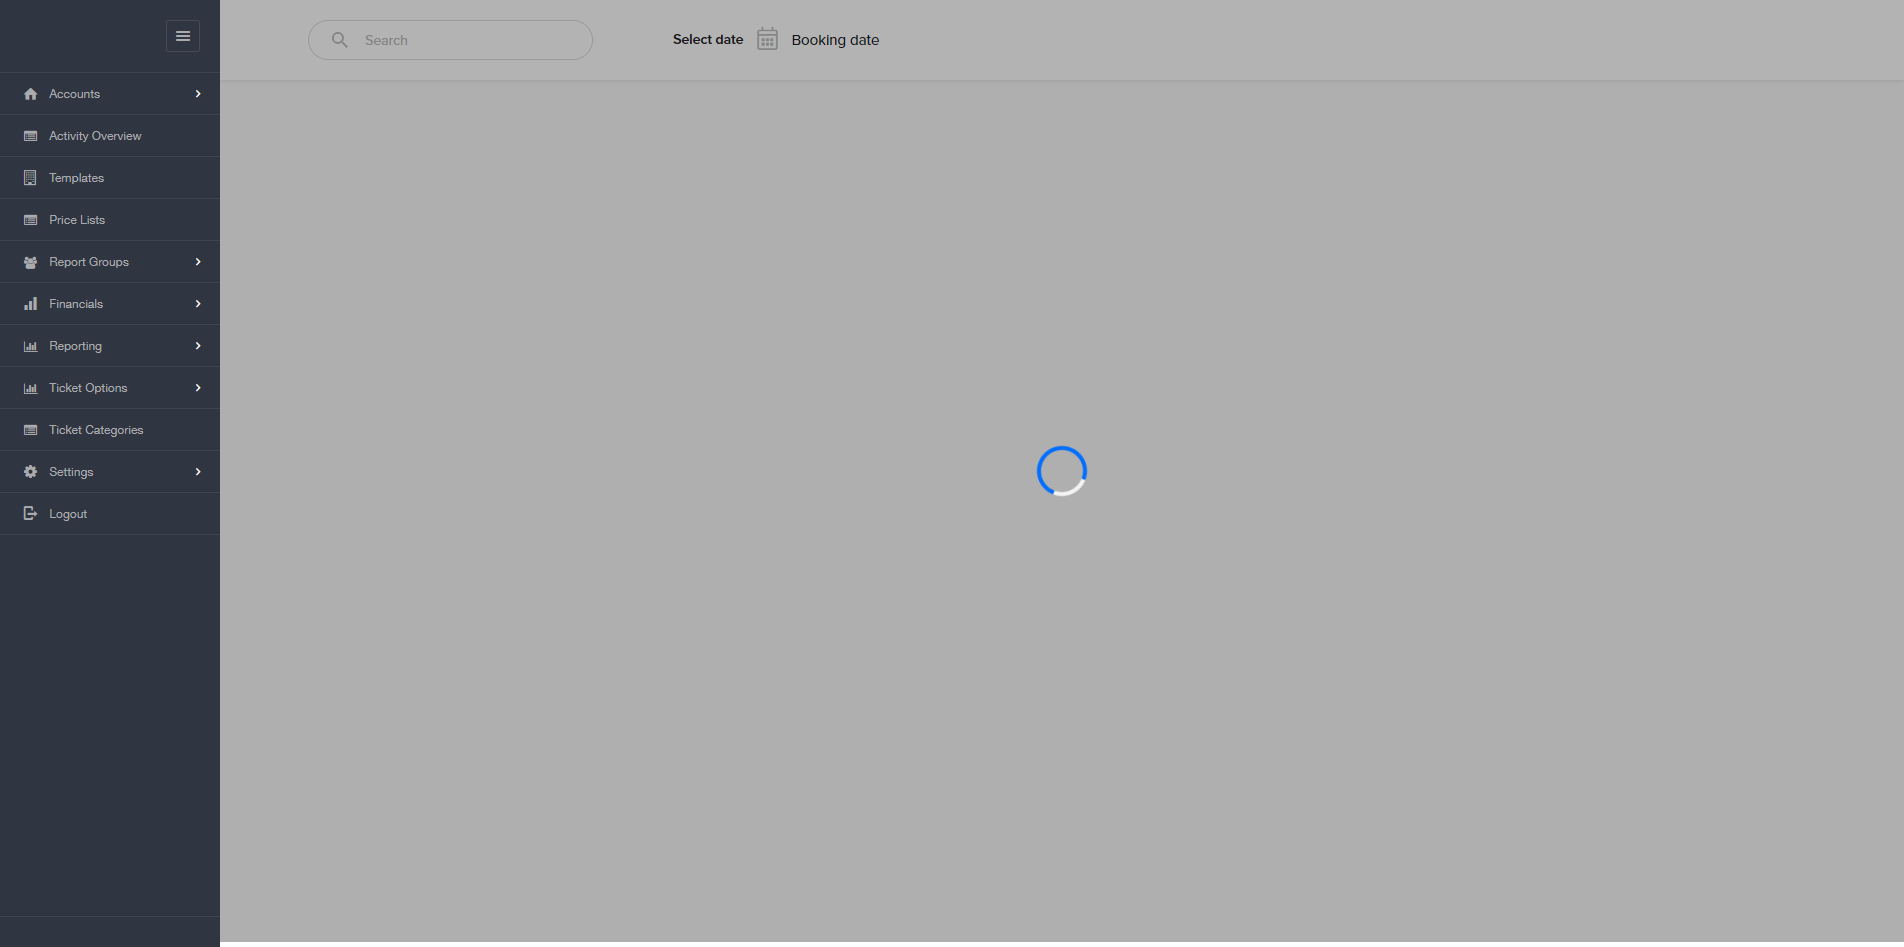 Search
Select date
Booking date
Accounts
Activity Overview
Templates
Price Lists
Report Groups
Financials
Reporting
Ticket Options
Ticket Categories
Settings
Logout